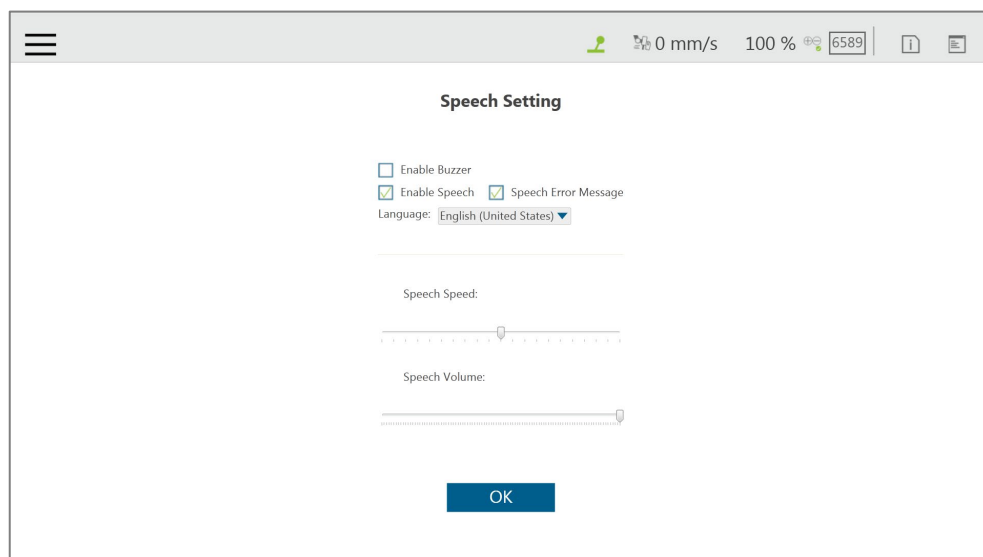 0 mm/s 100 % 6589
Speech Setting
Enable Buzzer
Enable Speech Speech Error Message
Language: English (United States)
Speech Speed:
Speech Volume:
OK